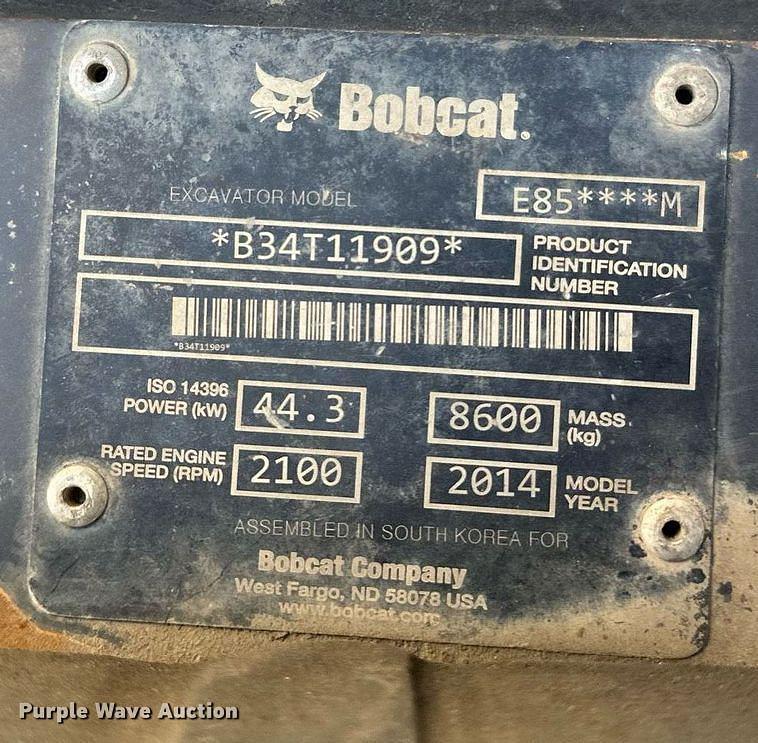 Bobcat.
EXCAVATOR MODEL E85****M
*B34T11909*
PRODUCT
IDENTIFICATION
NUMBER
*B34T11909*
ISO 14396
POWER (kW) 44.3
8600 MASS
(kg)
RATED ENGINE
SPEED (RPM) 2100
2014 MODEL
YEAR
ASSEMBLED IN SOUTH KOREA FOR
Bobcat Company
West Fargo, ND 58078 USA
www.bobcat.com
Purple Wave Auction